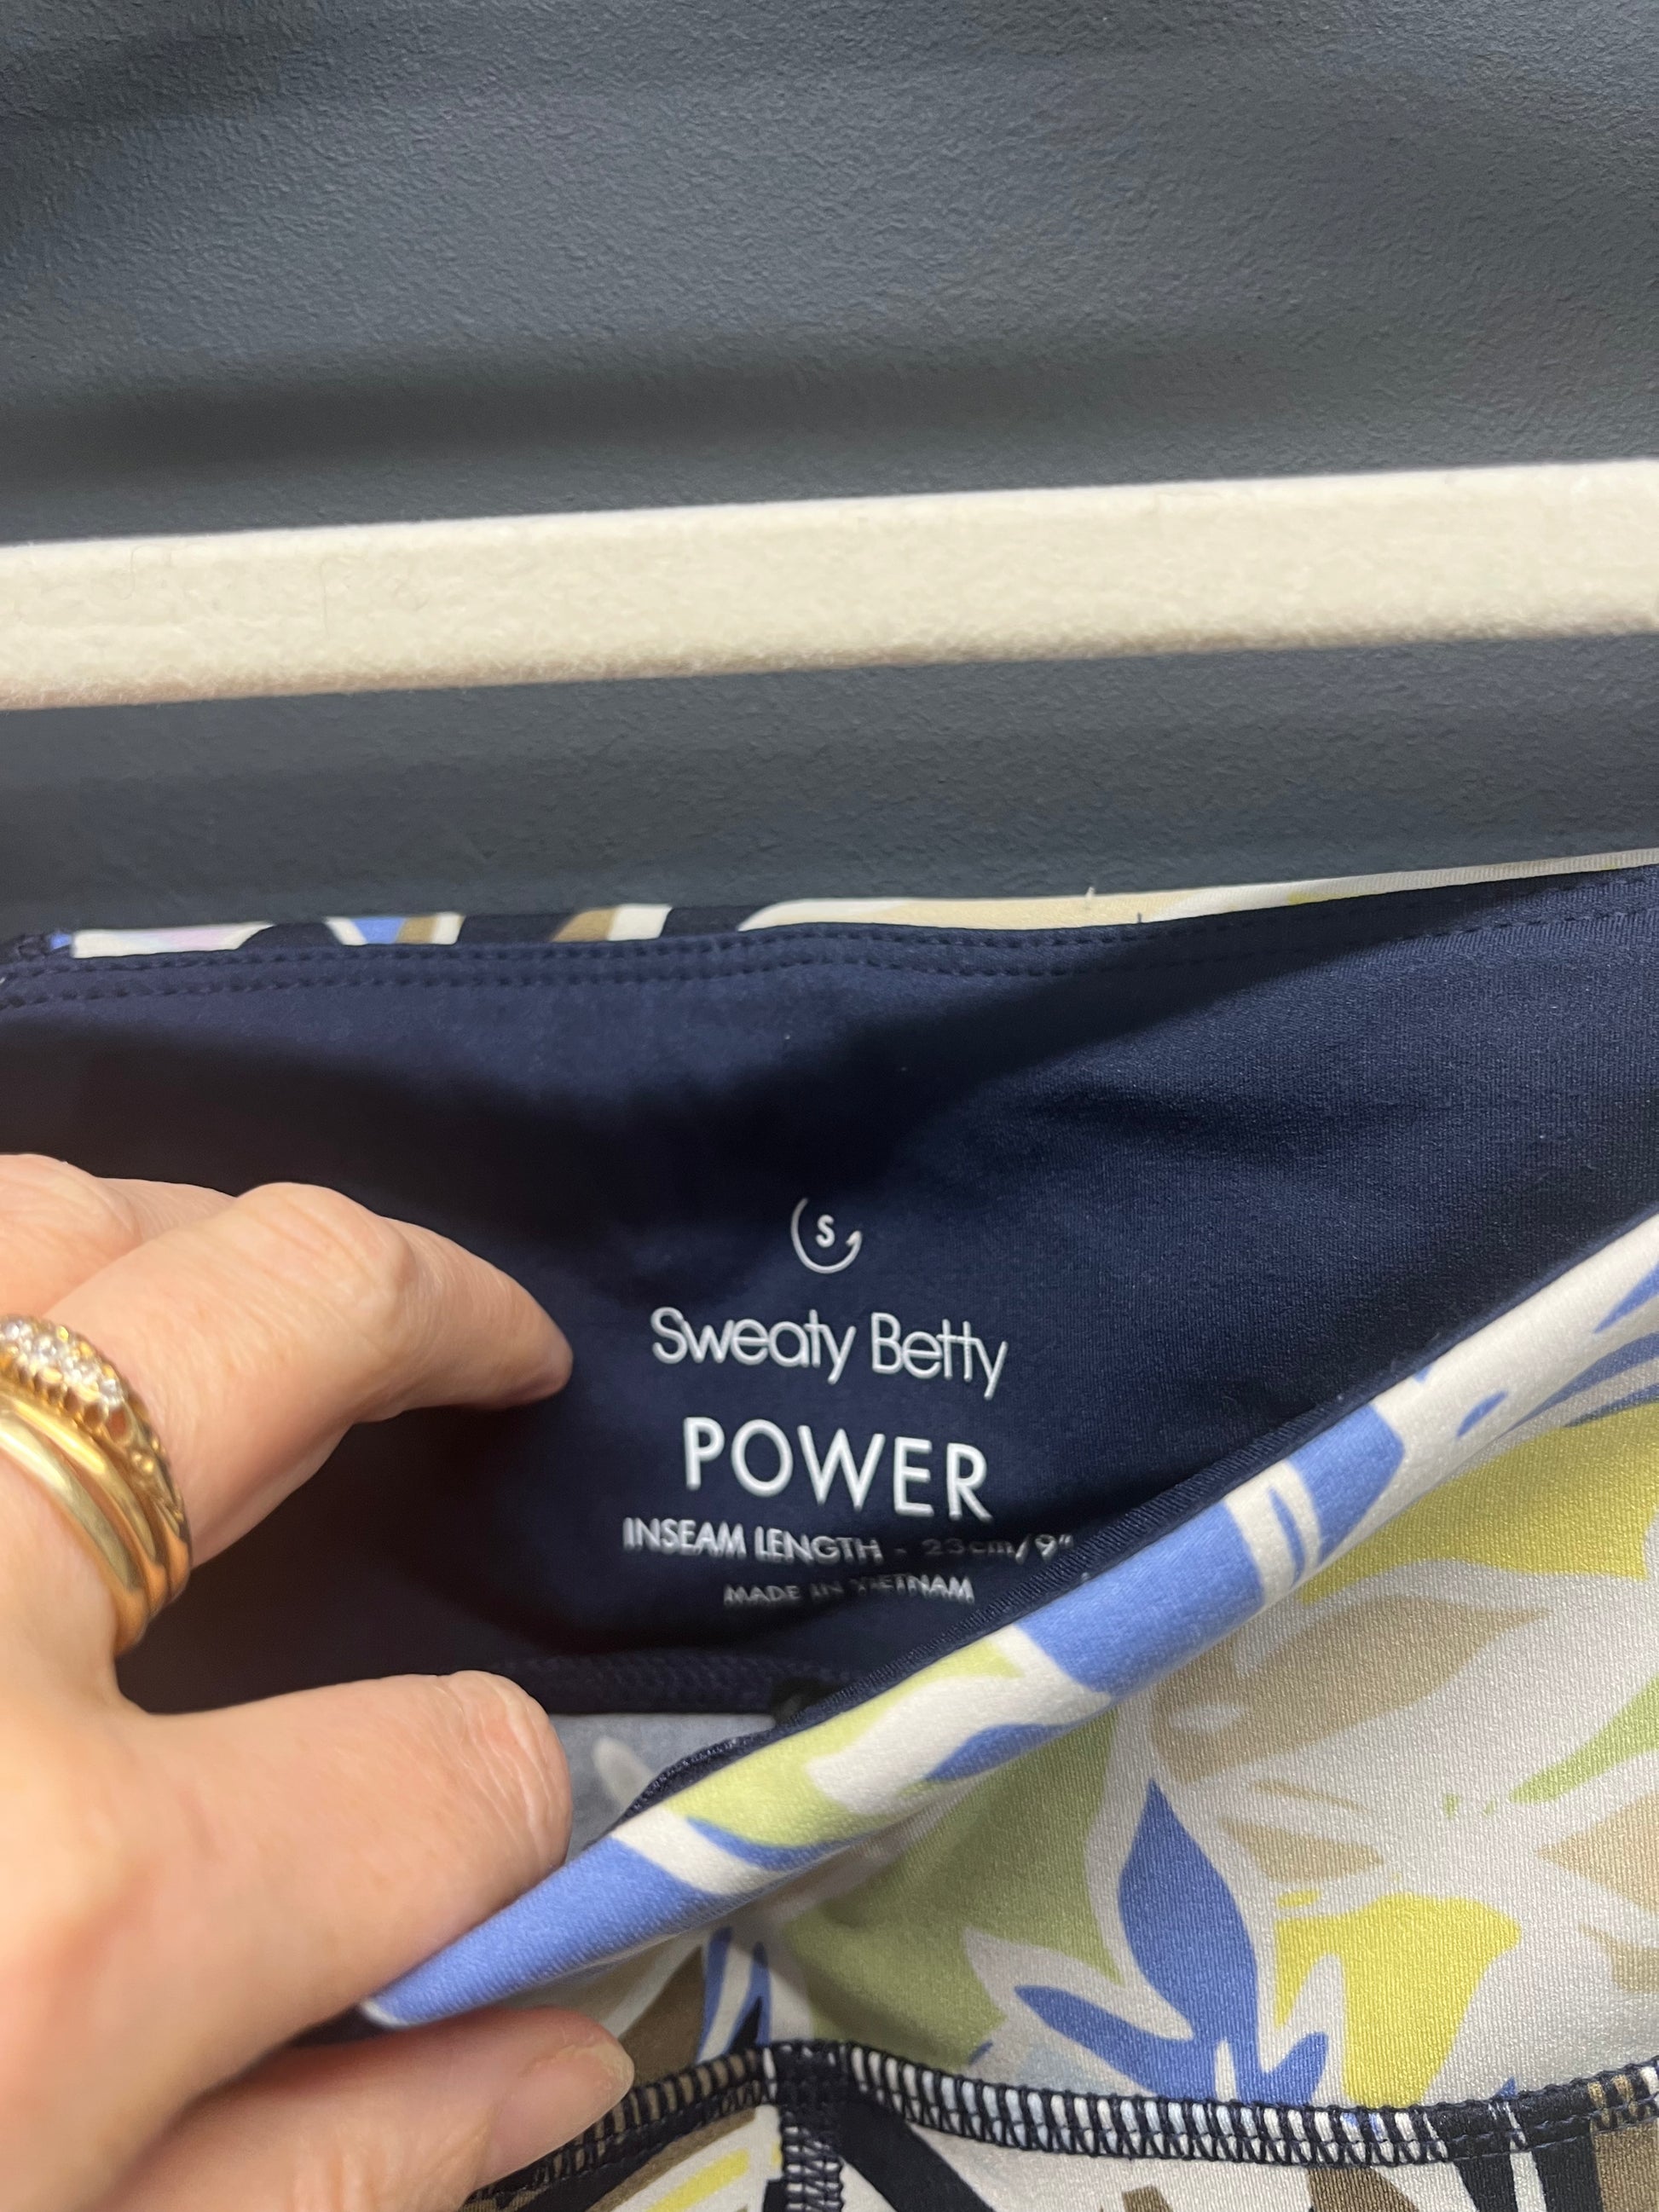 S
Sweaty Betty
POWER
INSEAM LENGTH - 23cm/9"
MADE IN VIETNAM